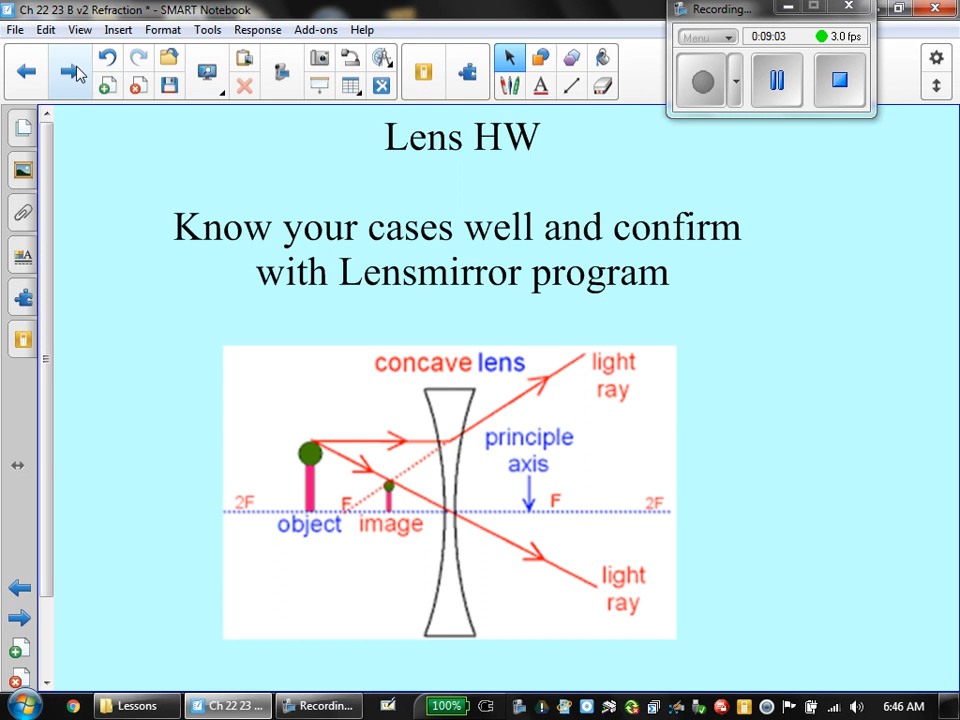 Ch 22 23 B v2 Refraction * - SMART Notebook
Recording...
File Edit View Insert Format Tools Response Add-ons Help
Menu 0:09:03 3.0 fps
Lens HW
Know your cases well and confirm
with Lensmirror program
concave lens
light
ray
principle
axis
2F F F 2F
object image
light
ray
Lessons Ch 22 23 ... Recordin... 100% 6:46 AM